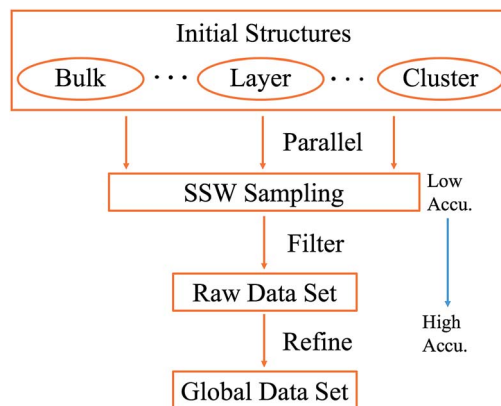 Initial Structures
Bulk ··· Layer ··· Cluster
Parallel
SSW Sampling
Low
Accu.
Filter
Raw Data Set
High
Accu.
Refine
Global Data Set